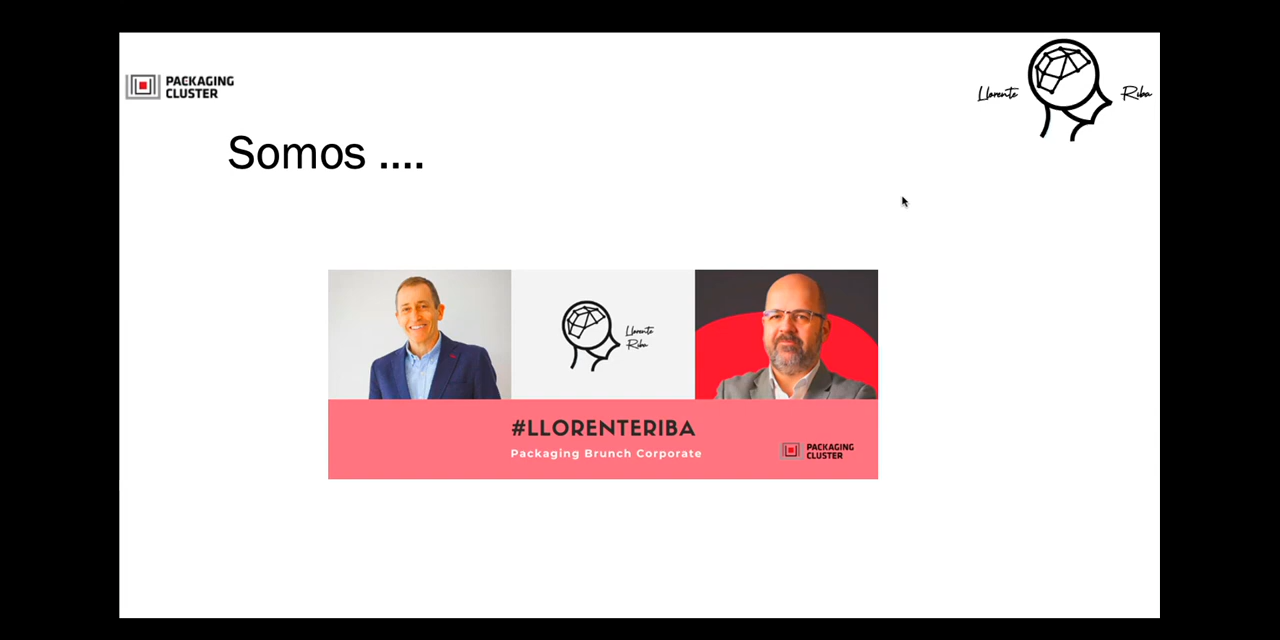 PACKAGING
CLUSTER
Llorente
Riba
Somos ....
Llorente
Riba
#LLORENTERIBA
Packaging Brunch Corporate
PACKAGING
CLUSTER